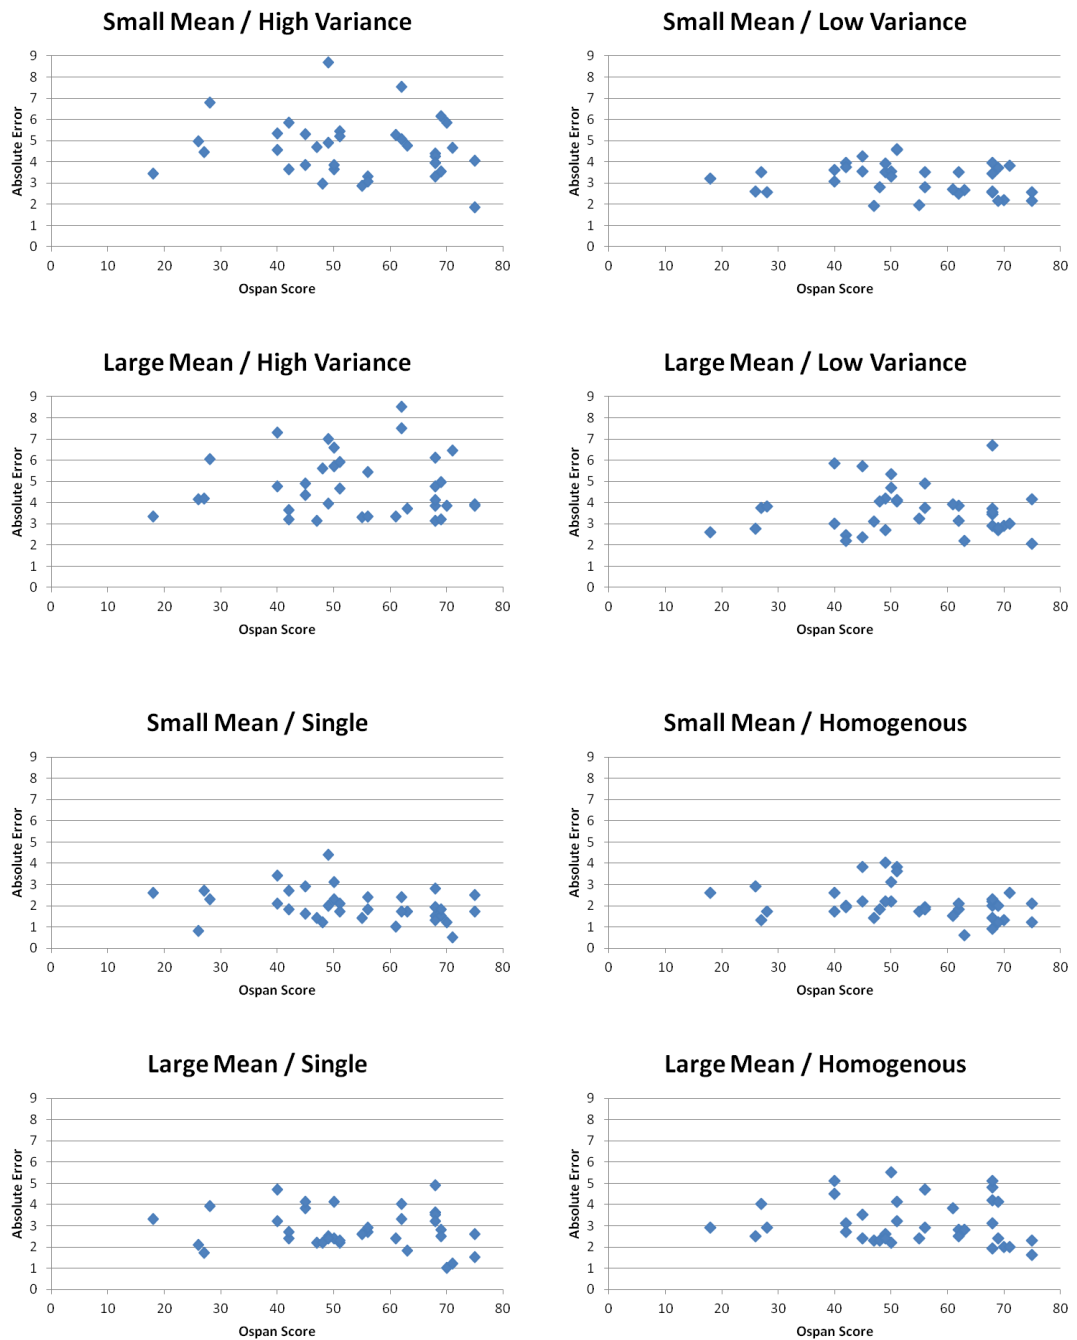 Small Mean / High Variance
9
8
7
6
5
4
3
2
1
0
Absolute Error
0 10 20 30 40 50 60 70 80
Ospan Score
Small Mean / Low Variance
9
8
7
6
5
4
3
2
1
0
Absolute Error
0 10 20 30 40 50 60 70 80
Ospan Score
Large Mean / High Variance
9
8
7
6
5
4
3
2
1
0
Absolute Error
0 10 20 30 40 50 60 70 80
Ospan Score
Large Mean / Low Variance
9
8
7
6
5
4
3
2
1
0
Absolute Error
0 10 20 30 40 50 60 70 80
Ospan Score
Small Mean / Single
9
8
7
6
5
4
3
2
1
0
Absolute Error
0 10 20 30 40 50 60 70 80
Ospan Score
Small Mean / Homogenous
9
8
7
6
5
4
3
2
1
0
Absolute Error
0 10 20 30 40 50 60 70 80
Ospan Score
Large Mean / Single
9
8
7
6
5
4
3
2
1
0
Absolute Error
0 10 20 30 40 50 60 70 80
Ospan Score
Large Mean / Homogenous
9
8
7
6
5
4
3
2
1
0
Absolute Error
0 10 20 30 40 50 60 70 80
Ospan Score